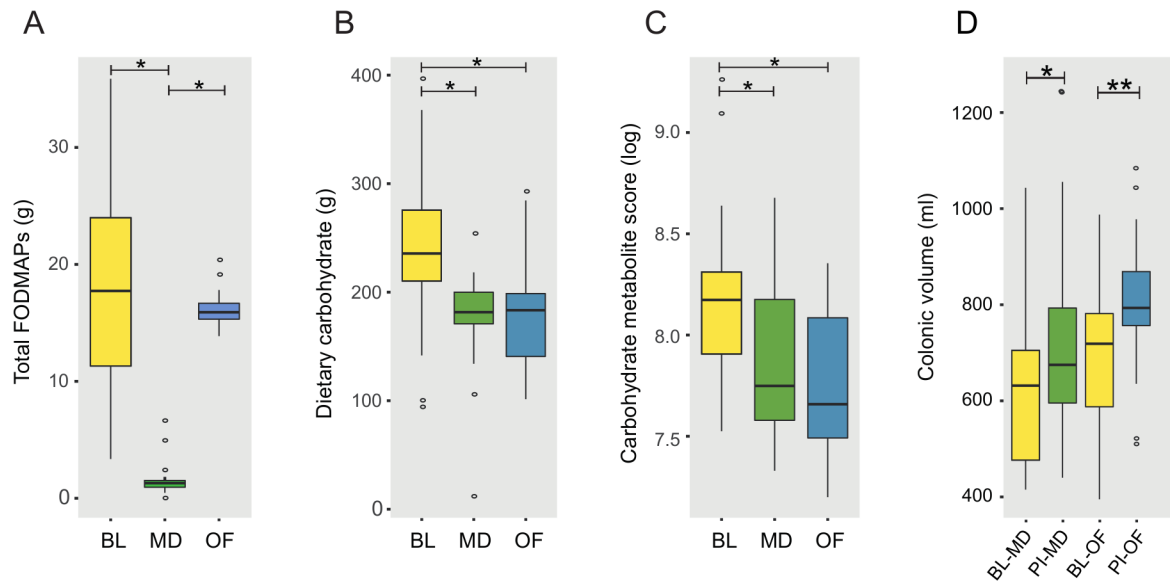 A
B
C
D
Total FODMAPs (g)
30
20
10
0
*
*
BL
MD
OF
Dietary carbohydrate (g)
400
300
200
100
0
*
*
BL
MD
OF
Carbohydrate metabolite score (log)
9.0
8.5
8.0
7.5
*
*
BL
MD
OF
Colonic volume (ml)
1200
1000
800
600
400
*
**
BL-MD
PI-MD
BL-OF
PI-OF